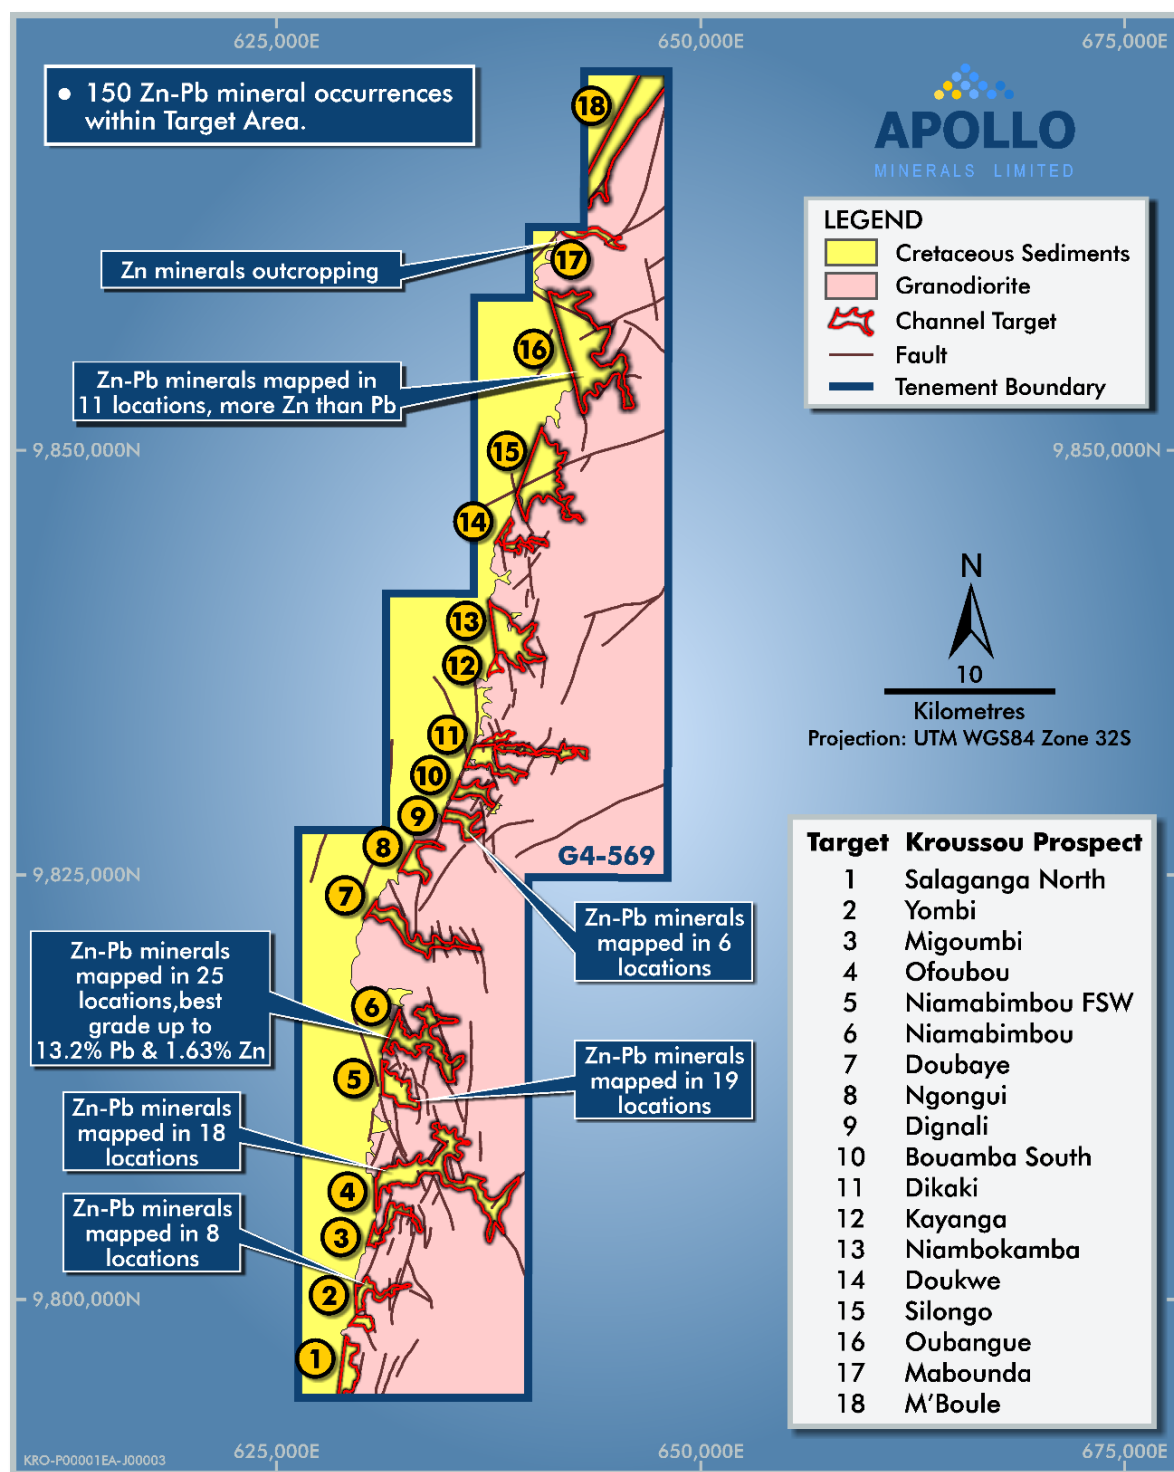 625,000E
650,000E
675,000E
• 150 Zn-Pb mineral occurrences
within Target Area.
APOLLO
MINERALS LIMITED
LEGEND
Cretaceous Sediments
Granodiorite
Channel Target
Fault
Tenement Boundary
18
Zn minerals outcropping
17
16
Zn-Pb minerals mapped in
11 locations, more Zn than Pb
9,850,000N
9,850,000N
15
14
13
12
11
10
9
8
7
G4-569
N
10
Kilometres
Projection: UTM WGS84 Zone 32S
9,825,000N
Zn-Pb minerals
mapped in 6
locations
Zn-Pb minerals
mapped in 25
locations,best
grade up to
13.2% Pb & 1.63% Zn
6
5
Zn-Pb minerals
mapped in 19
locations
Zn-Pb minerals
mapped in 18
locations
4
3
Zn-Pb minerals
mapped in 8
locations
2
9,800,000N
1
Target Kroussou Prospect
1 Salaganga North
2 Yombi
3 Migoumbi
4 Ofoubou
5 Niamabimbou FSW
6 Niamabimbou
7 Doubaye
8 Ngongui
9 Dignali
10 Bouamba South
11 Dikaki
12 Kayanga
13 Niambokamba
14 Doukwe
15 Silongo
16 Oubangue
17 Mabounda
18 M'Boule
KRO-P00001EA-J00003
625,000E
650,000E
675,000E